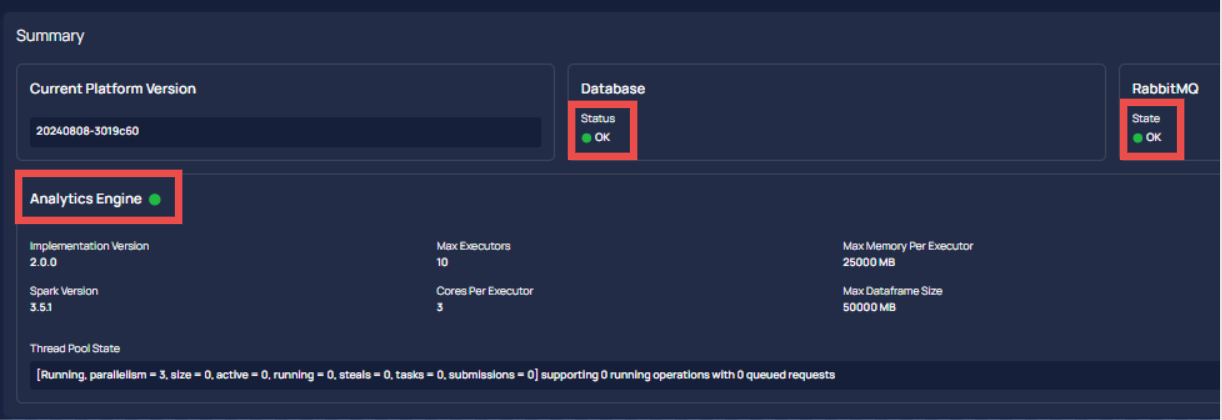 Summary
Current Platform Version
20240808-3019c60
Database
Status
OK
RabbitMQ
State
OK
Analytics Engine
Implementation Version
2.0.0
Max Executors
10
Max Memory Per Executor
25000 MB
Spark Version
3.5.1
Cores Per Executor
3
Max Dataframe Size
50000 MB
Thread Pool State
[Running, parallelism = 3, size = 0, active = 0, running = 0, steals = 0, tasks = 0, submissions = 0] supporting 0 running operations with 0 queued requests